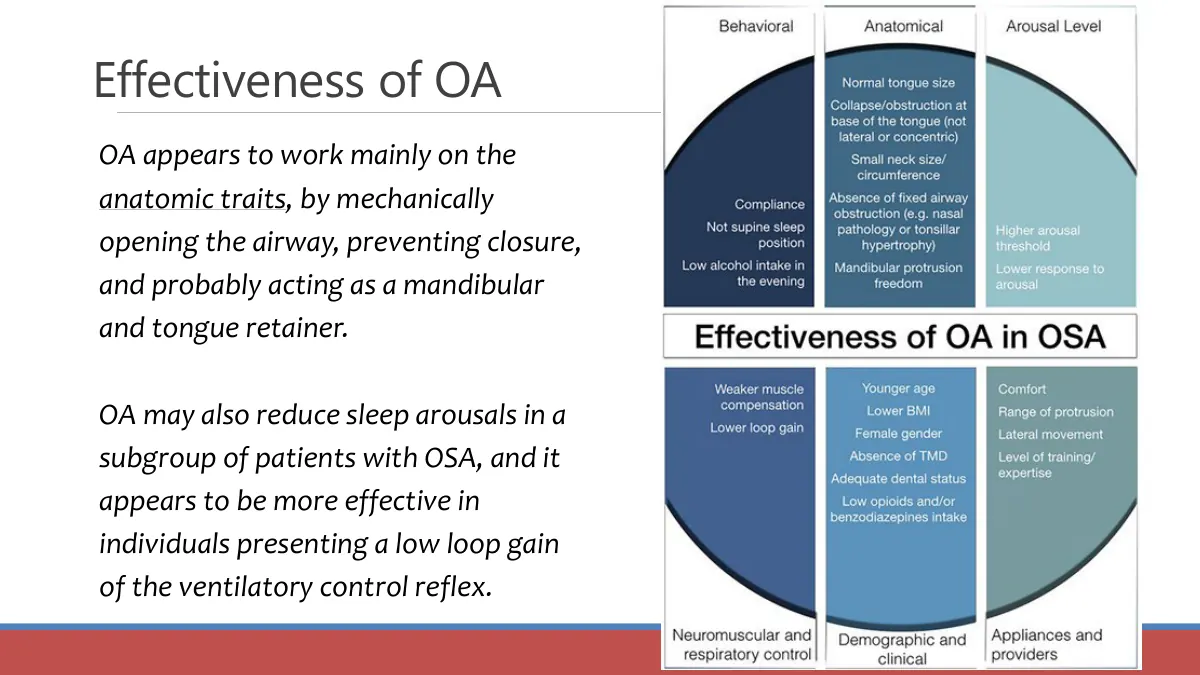 Effectiveness of OA
OA appears to work mainly on the
anatomic traits, by mechanically
opening the airway, preventing closure,
and probably acting as a mandibular
and tongue retainer.
OA may also reduce sleep arousals in a
subgroup of patients with OSA, and it
appears to be more effective in
individuals presenting a low loop gain
of the ventilatory control reflex.
Behavioral
Compliance
Not supine sleep
position
Low alcohol intake in
the evening
Anatomical
Normal tongue size
Collapse/obstruction at
base of the tongue (not
lateral or concentric)
Small neck size/
circumference
Absence of fixed airway
obstruction (e.g. nasal
pathology or tonsillar
hypertrophy)
Mandibular protrusion
freedom
Arousal Level
Higher arousal
threshold
Lower response to
arousal
Effectiveness of OA in OSA
Weaker muscle
compensation
Lower loop gain
Neuromuscular and
respiratory control
Younger age
Lower BMI
Female gender
Absence of TMD
Adequate dental status
Low opioids and/or
benzodiazepines intake
Demographic and
clinical
Comfort
Range of protrusion
Lateral movement
Level of training/
expertise
Appliances and
providers